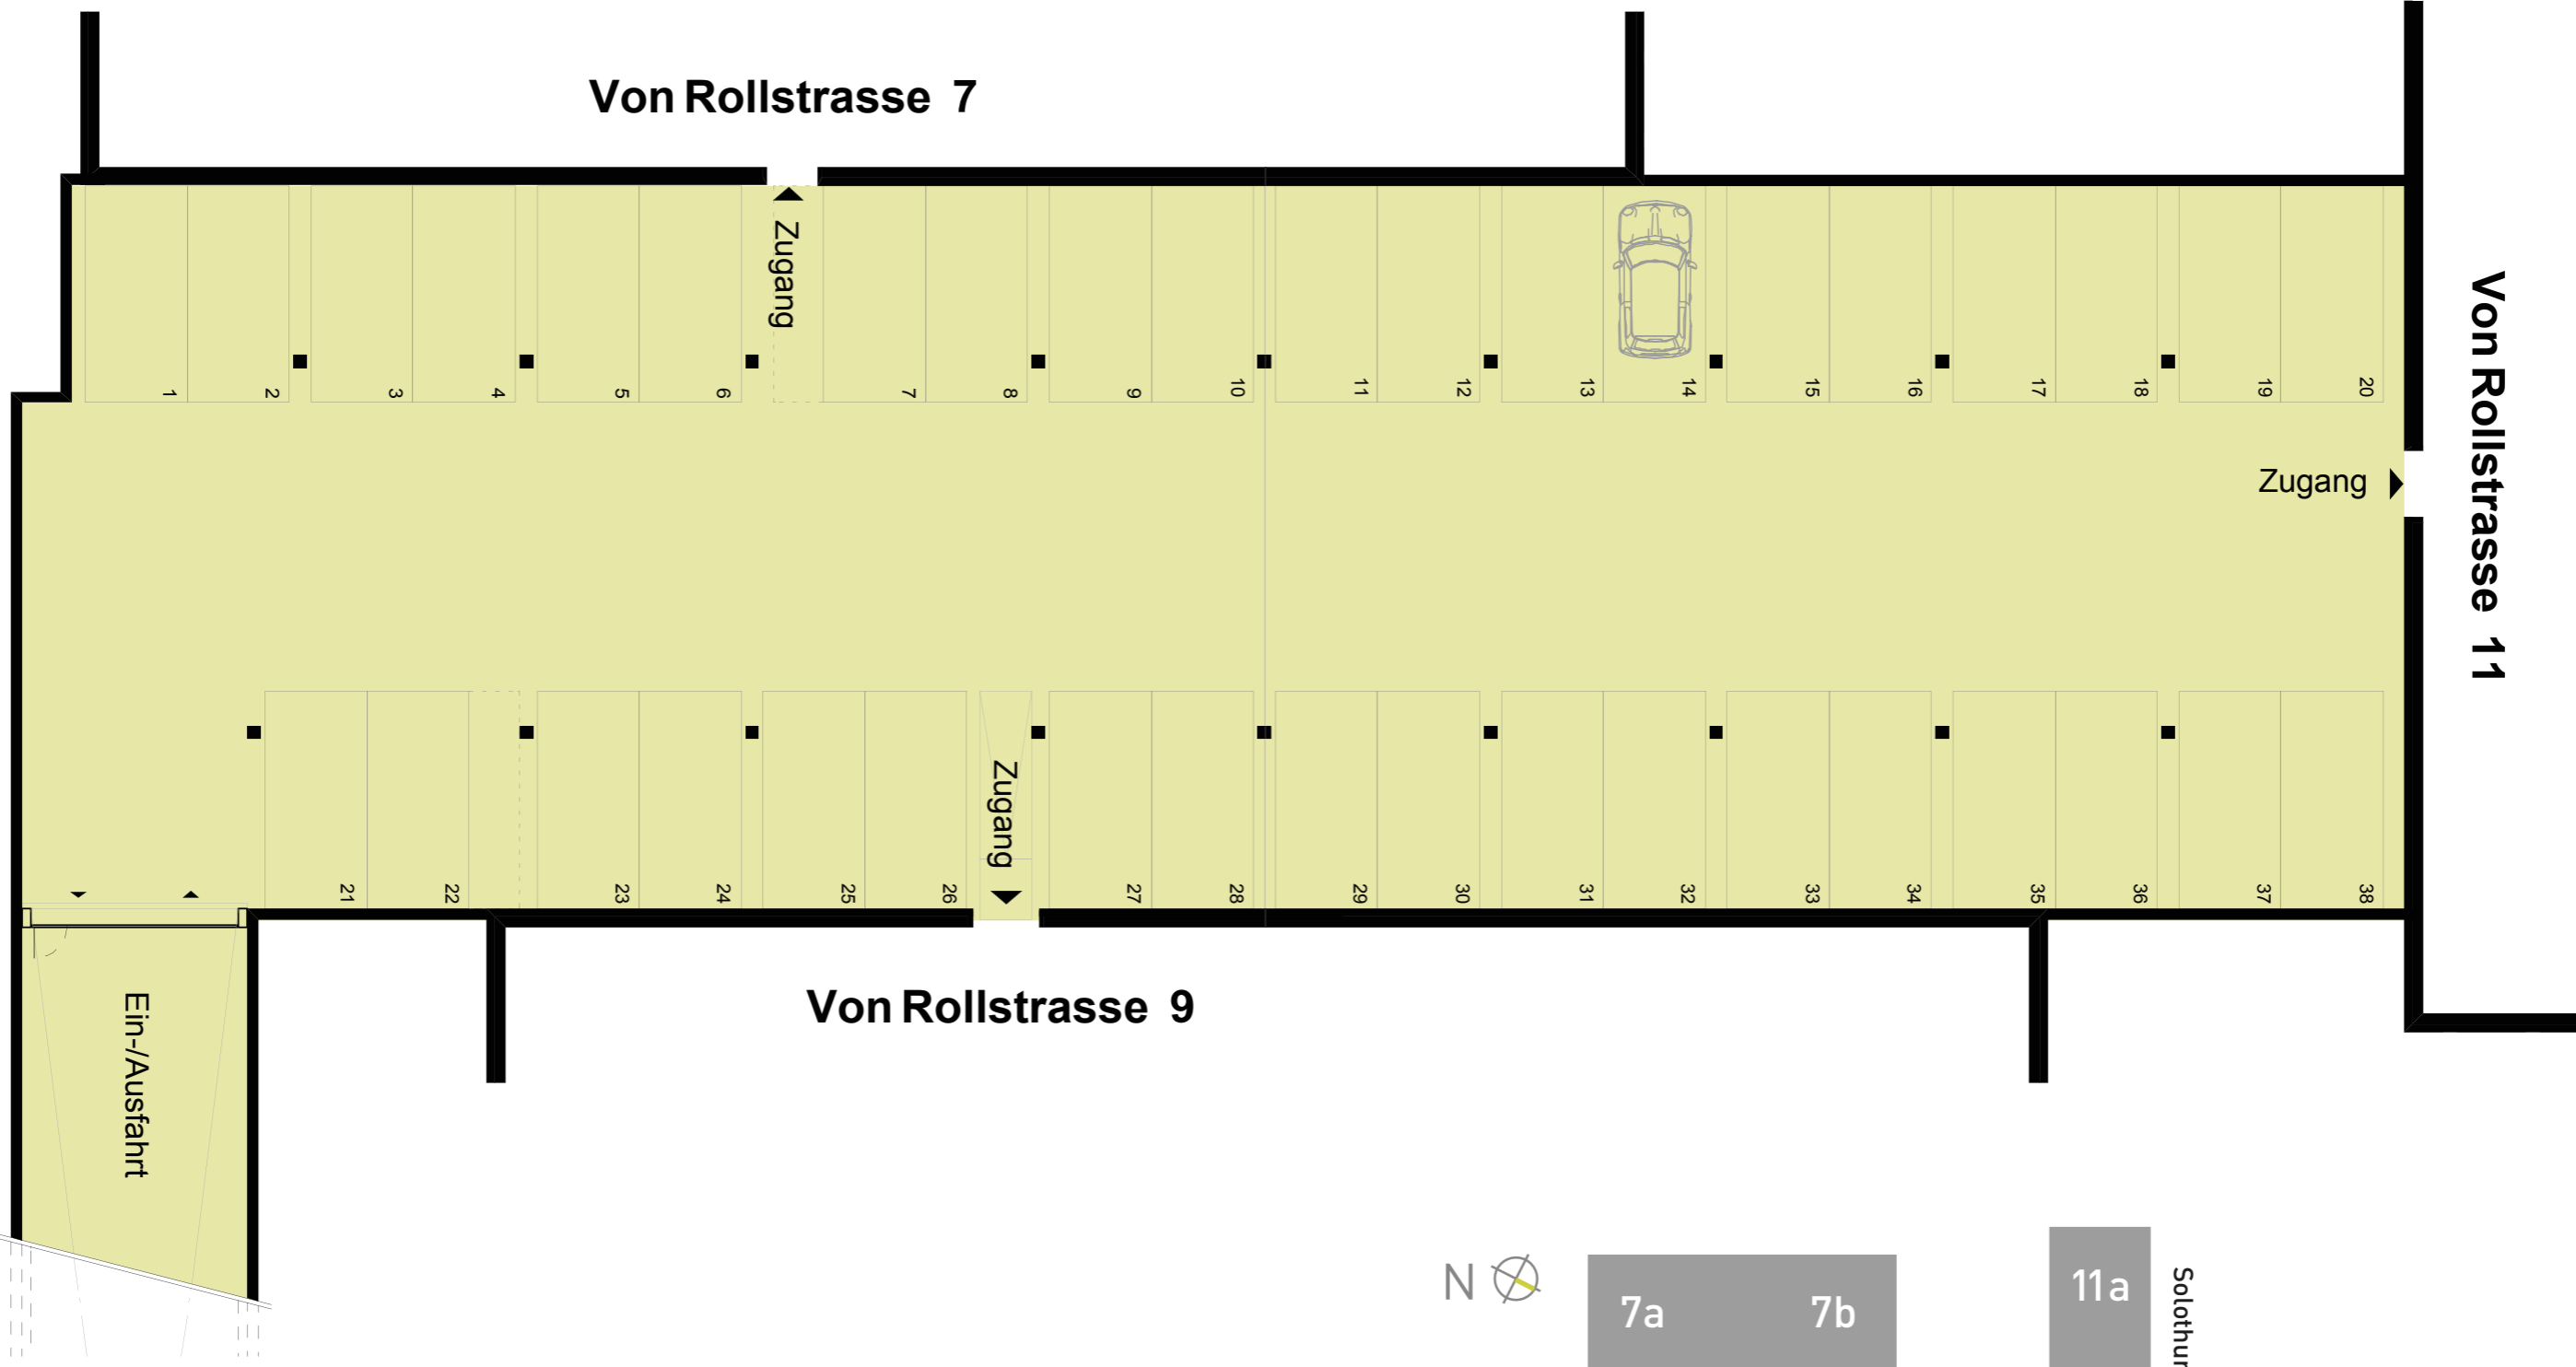 Von Rollstrasse 7
Zugang
1 2 3 4 5 6 7 8 9 10 11 12 13 14 15 16 17 18 19 20
Zugang
Von Rollstrasse 11
Zugang
21 22 23 24 25 26 27 28 29 30 31 32 33 34 35 36 37 38
Von Rollstrasse 9
Ein-/Ausfahrt
N
7a 7b
11a
Solothur